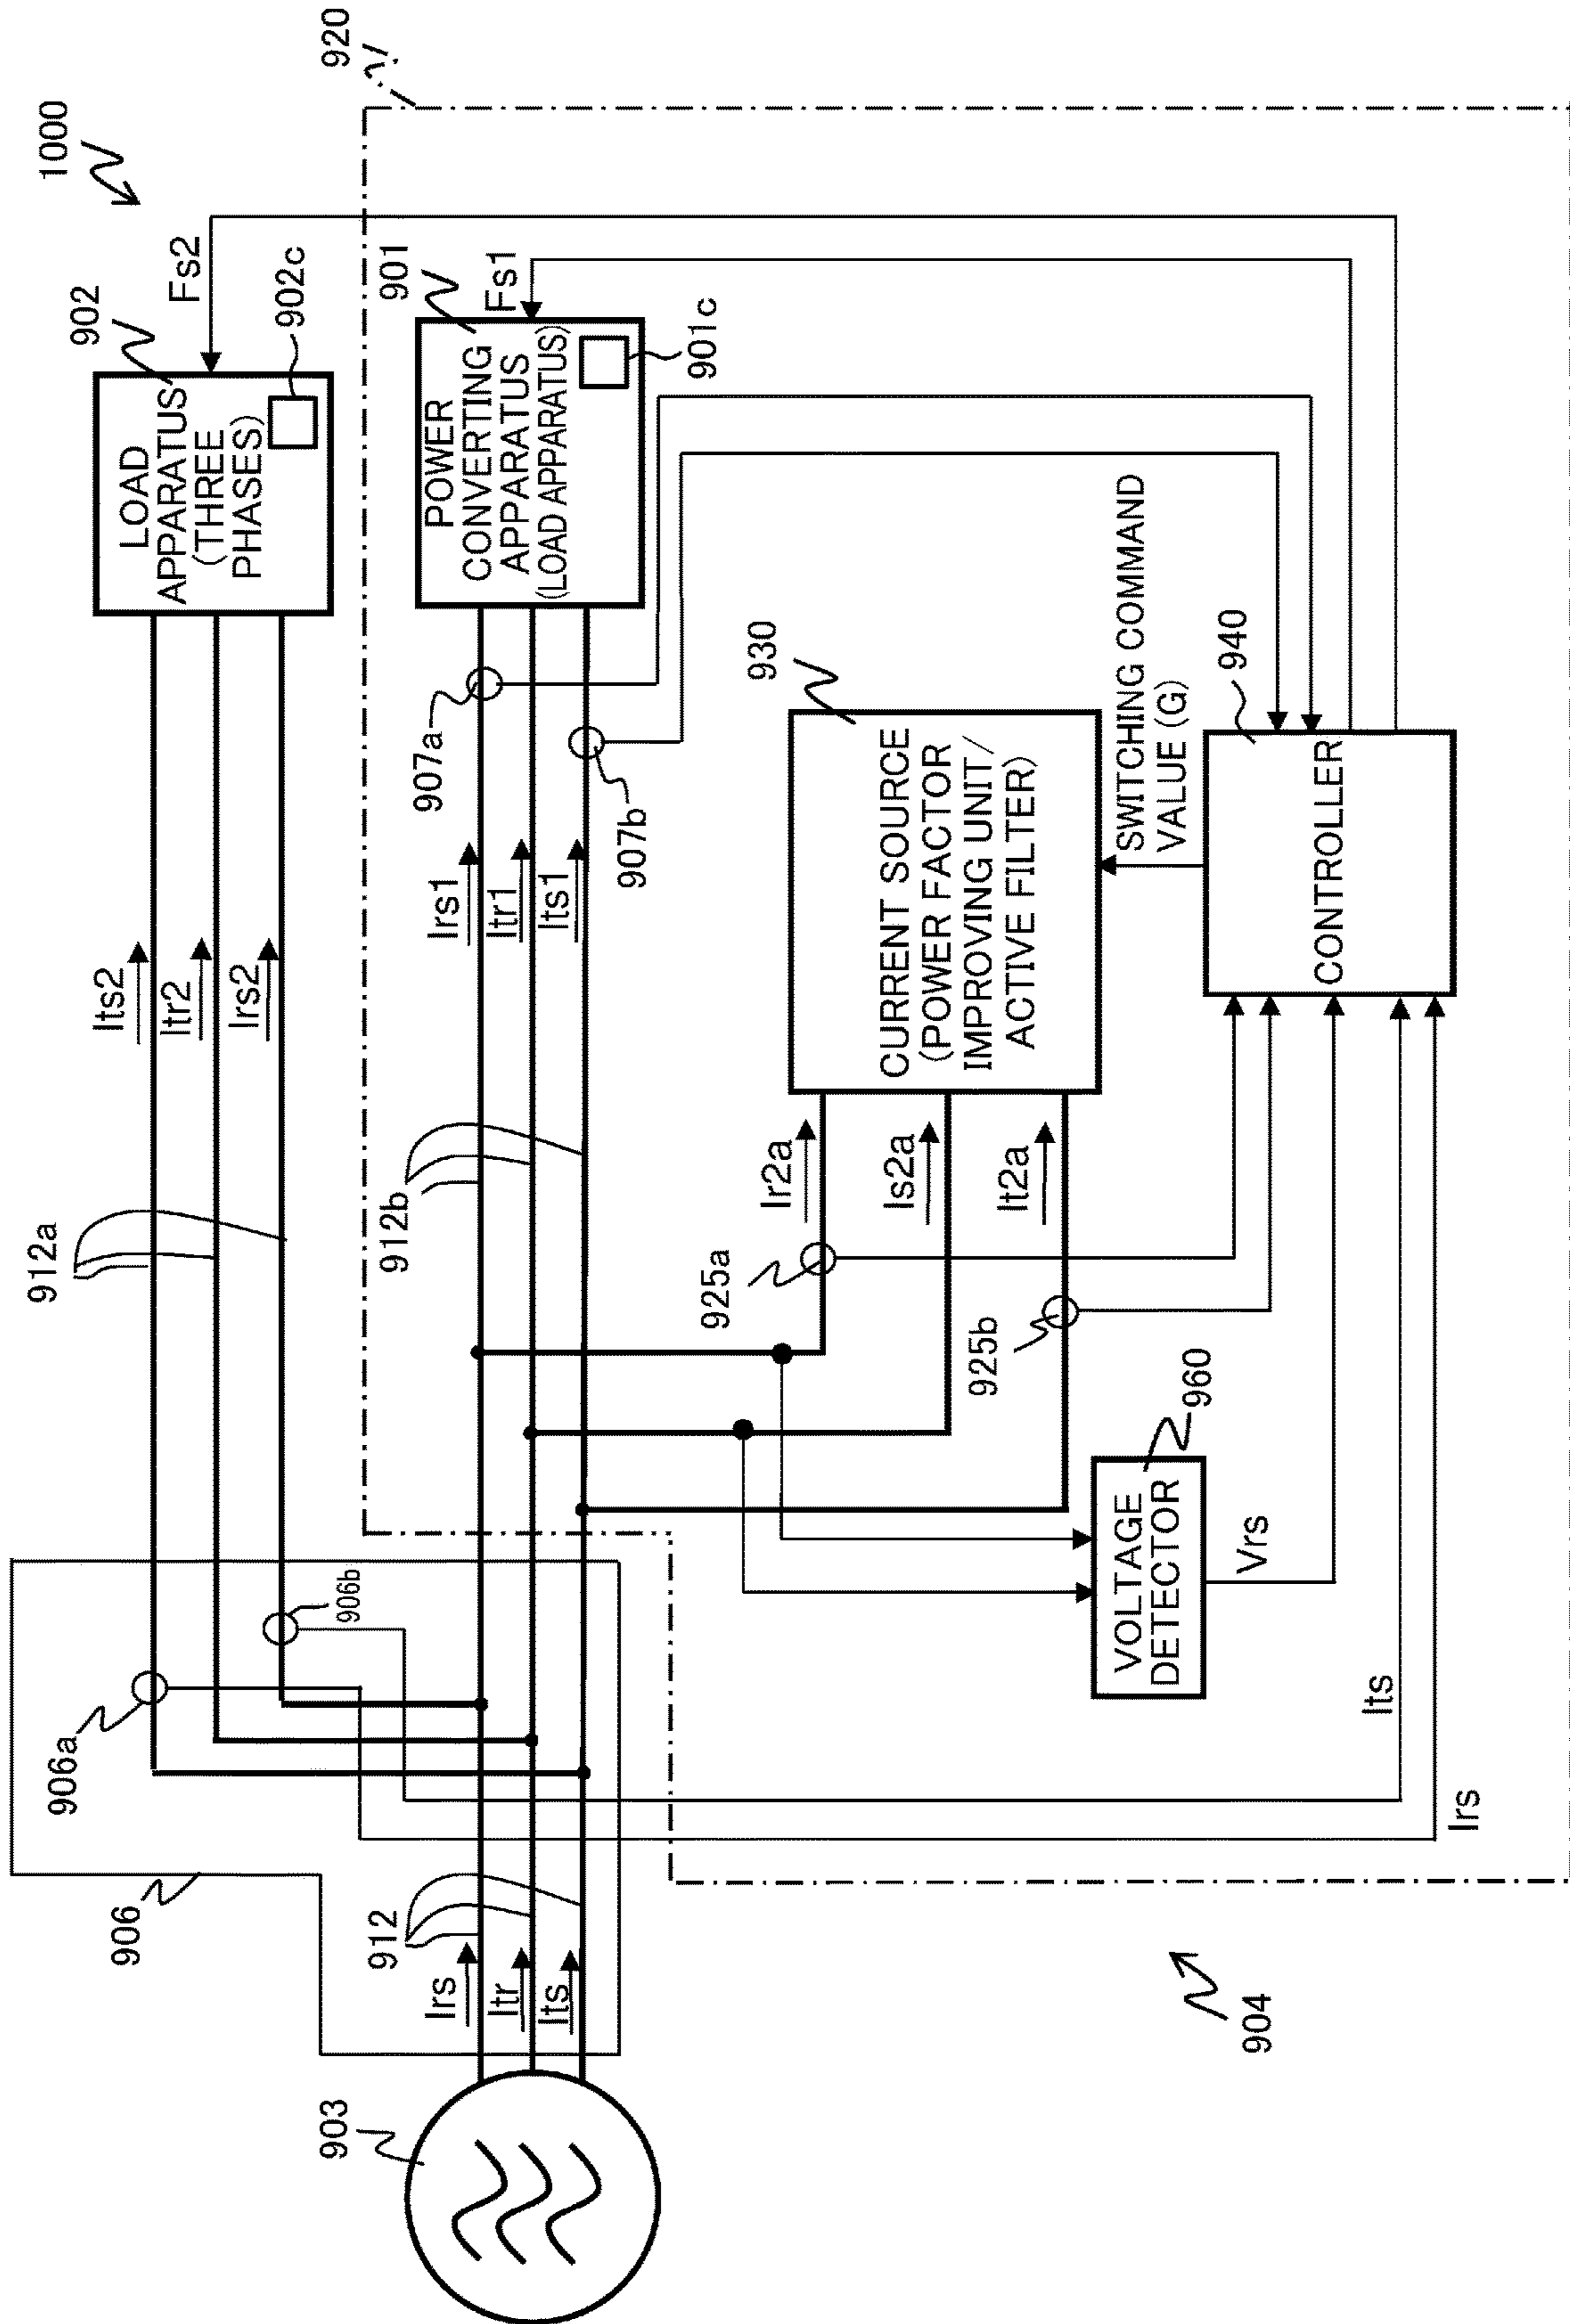 1000
920
902
Fs2
LOAD
APPARATUS
(THREE
PHASES)
902c
Its2
Itr2
Irs2
912a
901
Fs1
POWER
CONVERTING
APPARATUS
(LOAD APPARATUS)
901c
907a
907b
Irs1
Itr1
Its1
912b
906a
906b
906
912
Irs
Itr
Its
903
930
CURRENT SOURCE
(POWER FACTOR
IMPROVING UNIT/
ACTIVE FILTER)
Ir2a
Is2a
It2a
925a
925b
SWITCHING COMMAND
VALUE (G)
940
CONTROLLER
960
VOLTAGE
DETECTOR
Vrs
Its
Irs
904